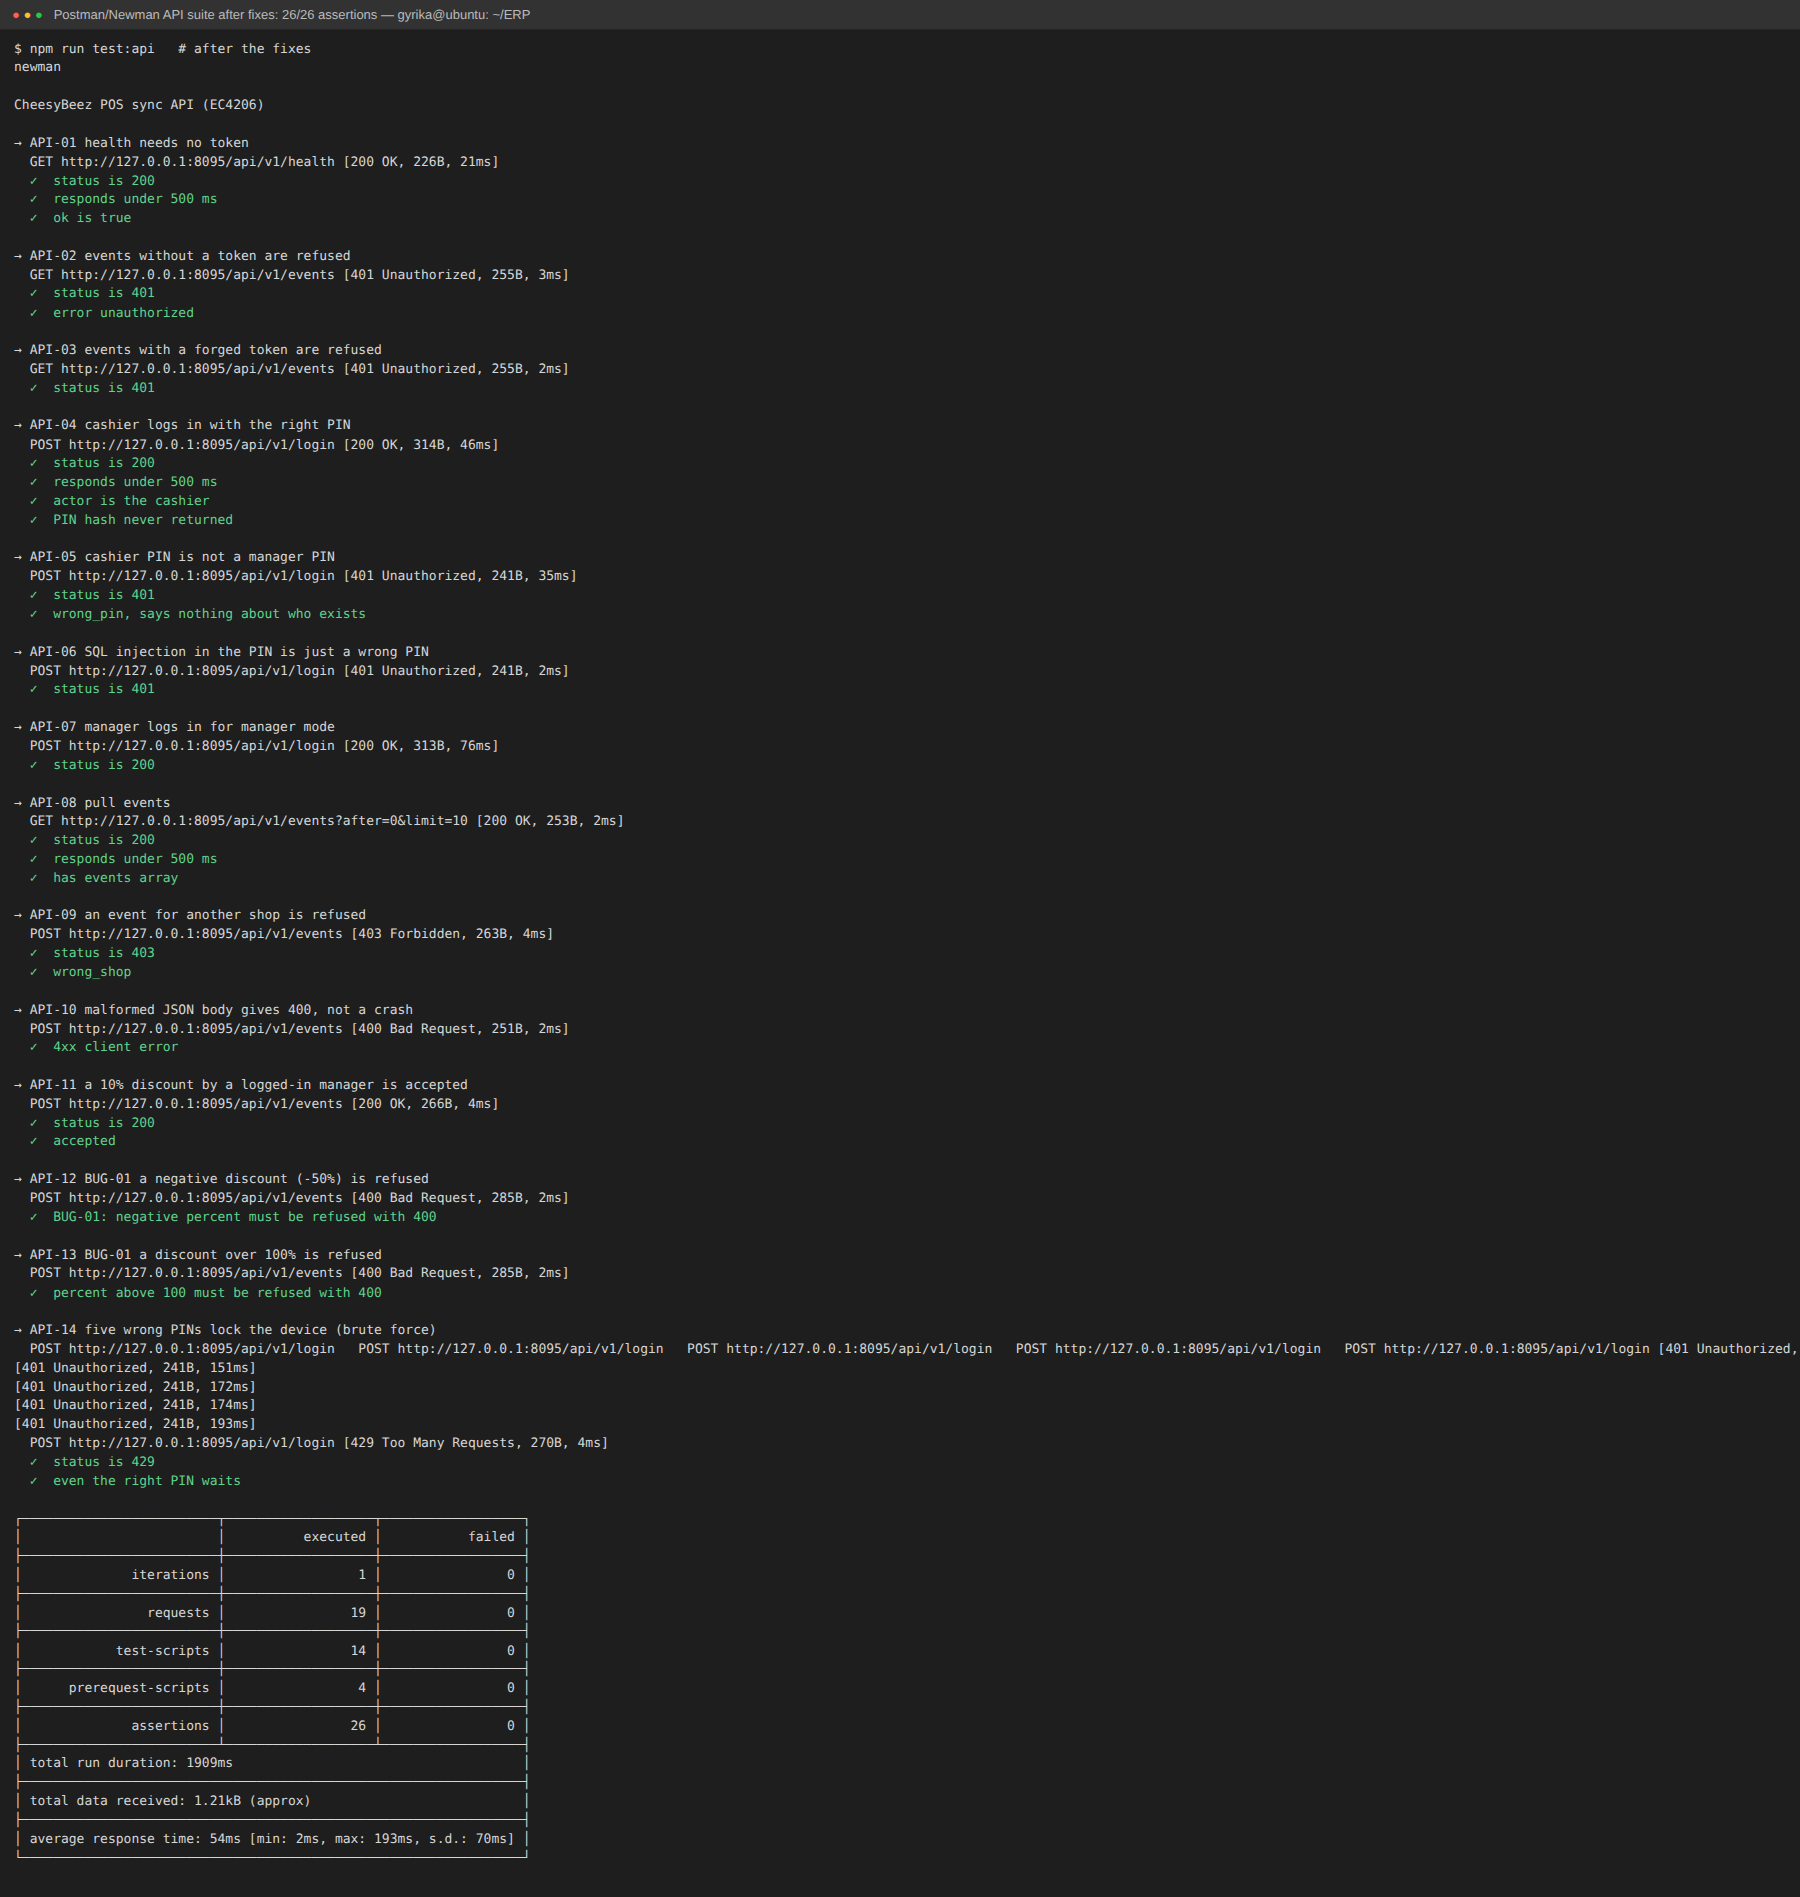 Postman/Newman API suite after fixes: 26/26 assertions — gyrika@ubuntu: ~/ERP
$ npm run test:api   # after the fixes
newman
CheesyBeez POS sync API (EC4206)
→ API-01 health needs no token
GET http://127.0.0.1:8095/api/v1/health [200 OK, 226B, 21ms]
✓  status is 200
✓  responds under 500 ms
✓  ok is true
→ API-02 events without a token are refused
GET http://127.0.0.1:8095/api/v1/events [401 Unauthorized, 255B, 3ms]
✓  status is 401
✓  error unauthorized
→ API-03 events with a forged token are refused
GET http://127.0.0.1:8095/api/v1/events [401 Unauthorized, 255B, 2ms]
✓  status is 401
→ API-04 cashier logs in with the right PIN
POST http://127.0.0.1:8095/api/v1/login [200 OK, 314B, 46ms]
✓  status is 200
✓  responds under 500 ms
✓  actor is the cashier
✓  PIN hash never returned
→ API-05 cashier PIN is not a manager PIN
POST http://127.0.0.1:8095/api/v1/login [401 Unauthorized, 241B, 35ms]
✓  status is 401
✓  wrong_pin, says nothing about who exists
→ API-06 SQL injection in the PIN is just a wrong PIN
POST http://127.0.0.1:8095/api/v1/login [401 Unauthorized, 241B, 2ms]
✓  status is 401
→ API-07 manager logs in for manager mode
POST http://127.0.0.1:8095/api/v1/login [200 OK, 313B, 76ms]
✓  status is 200
→ API-08 pull events
GET http://127.0.0.1:8095/api/v1/events?after=0&limit=10 [200 OK, 253B, 2ms]
✓  status is 200
✓  responds under 500 ms
✓  has events array
→ API-09 an event for another shop is refused
POST http://127.0.0.1:8095/api/v1/events [403 Forbidden, 263B, 4ms]
✓  status is 403
✓  wrong_shop
→ API-10 malformed JSON body gives 400, not a crash
POST http://127.0.0.1:8095/api/v1/events [400 Bad Request, 251B, 2ms]
✓  4xx client error
→ API-11 a 10% discount by a logged-in manager is accepted
POST http://127.0.0.1:8095/api/v1/events [200 OK, 266B, 4ms]
✓  status is 200
✓  accepted
→ API-12 BUG-01 a negative discount (-50%) is refused
POST http://127.0.0.1:8095/api/v1/events [400 Bad Request, 285B, 2ms]
✓  BUG-01: negative percent must be refused with 400
→ API-13 BUG-01 a discount over 100% is refused
POST http://127.0.0.1:8095/api/v1/events [400 Bad Request, 285B, 2ms]
✓  percent above 100 must be refused with 400
→ API-14 five wrong PINs lock the device (brute force)
POST http://127.0.0.1:8095/api/v1/login   POST http://127.0.0.1:8095/api/v1/login   POST http://127.0.0.1:8095/api/v1/login   POST http://127.0.0.1:8095/api/v1/login   POST http://127.0.0.1:8095/api/v1/login [401 Unauthorized,
[401 Unauthorized, 241B, 151ms]
[401 Unauthorized, 241B, 172ms]
[401 Unauthorized, 241B, 174ms]
[401 Unauthorized, 241B, 193ms]
POST http://127.0.0.1:8095/api/v1/login [429 Too Many Requests, 270B, 4ms]
✓  status is 429
✓  even the right PIN waits
executed failed
iterations 1 0
requests 19 0
test-scripts 14 0
prerequest-scripts 4 0
assertions 26 0
total run duration: 1909ms
total data received: 1.21kB (approx)
average response time: 54ms [min: 2ms, max: 193ms, s.d.: 70ms]